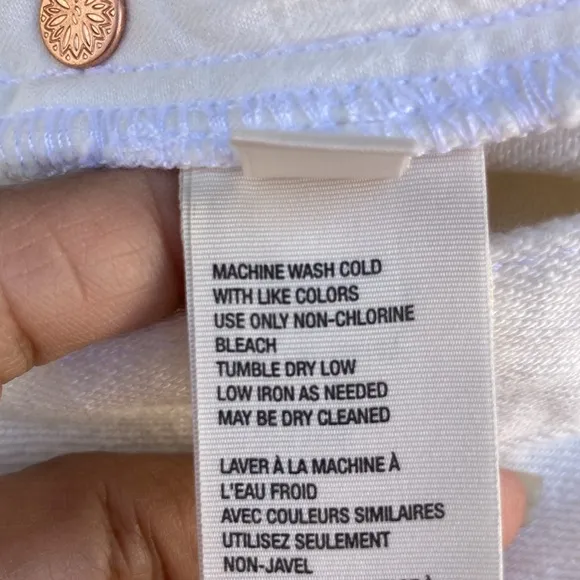 MACHINE WASH COLD
WITH LIKE COLORS
USE ONLY NON-CHLORINE
BLEACH
TUMBLE DRY LOW
LOW IRON AS NEEDED
MAY BE DRY CLEANED
LAVER À LA MACHINE À
L'EAU FROID
AVEC COULEURS SIMILAIRES
UTILISEZ SEULEMENT
NON-JAVEL